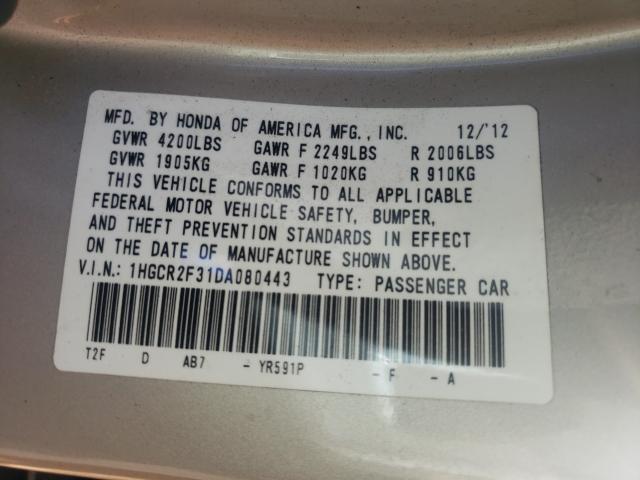 MFD. BY HONDA OF AMERICA MFG., INC. 12/'12
GVWR 4200LBS GAWR F 2249LBS R 2006LBS
GVWR 1905KG GAWR F 1020KG R 910KG
THIS VEHICLE CONFORMS TO ALL APPLICABLE
FEDERAL MOTOR VEHICLE SAFETY, BUMPER,
AND THEFT PREVENTION STANDARDS IN EFFECT
ON THE DATE OF MANUFACTURE SHOWN ABOVE.
V.I.N.: 1HGCR2F31DA080443 TYPE: PASSENGER CAR
T2F D AB7 - YR591P - F - A